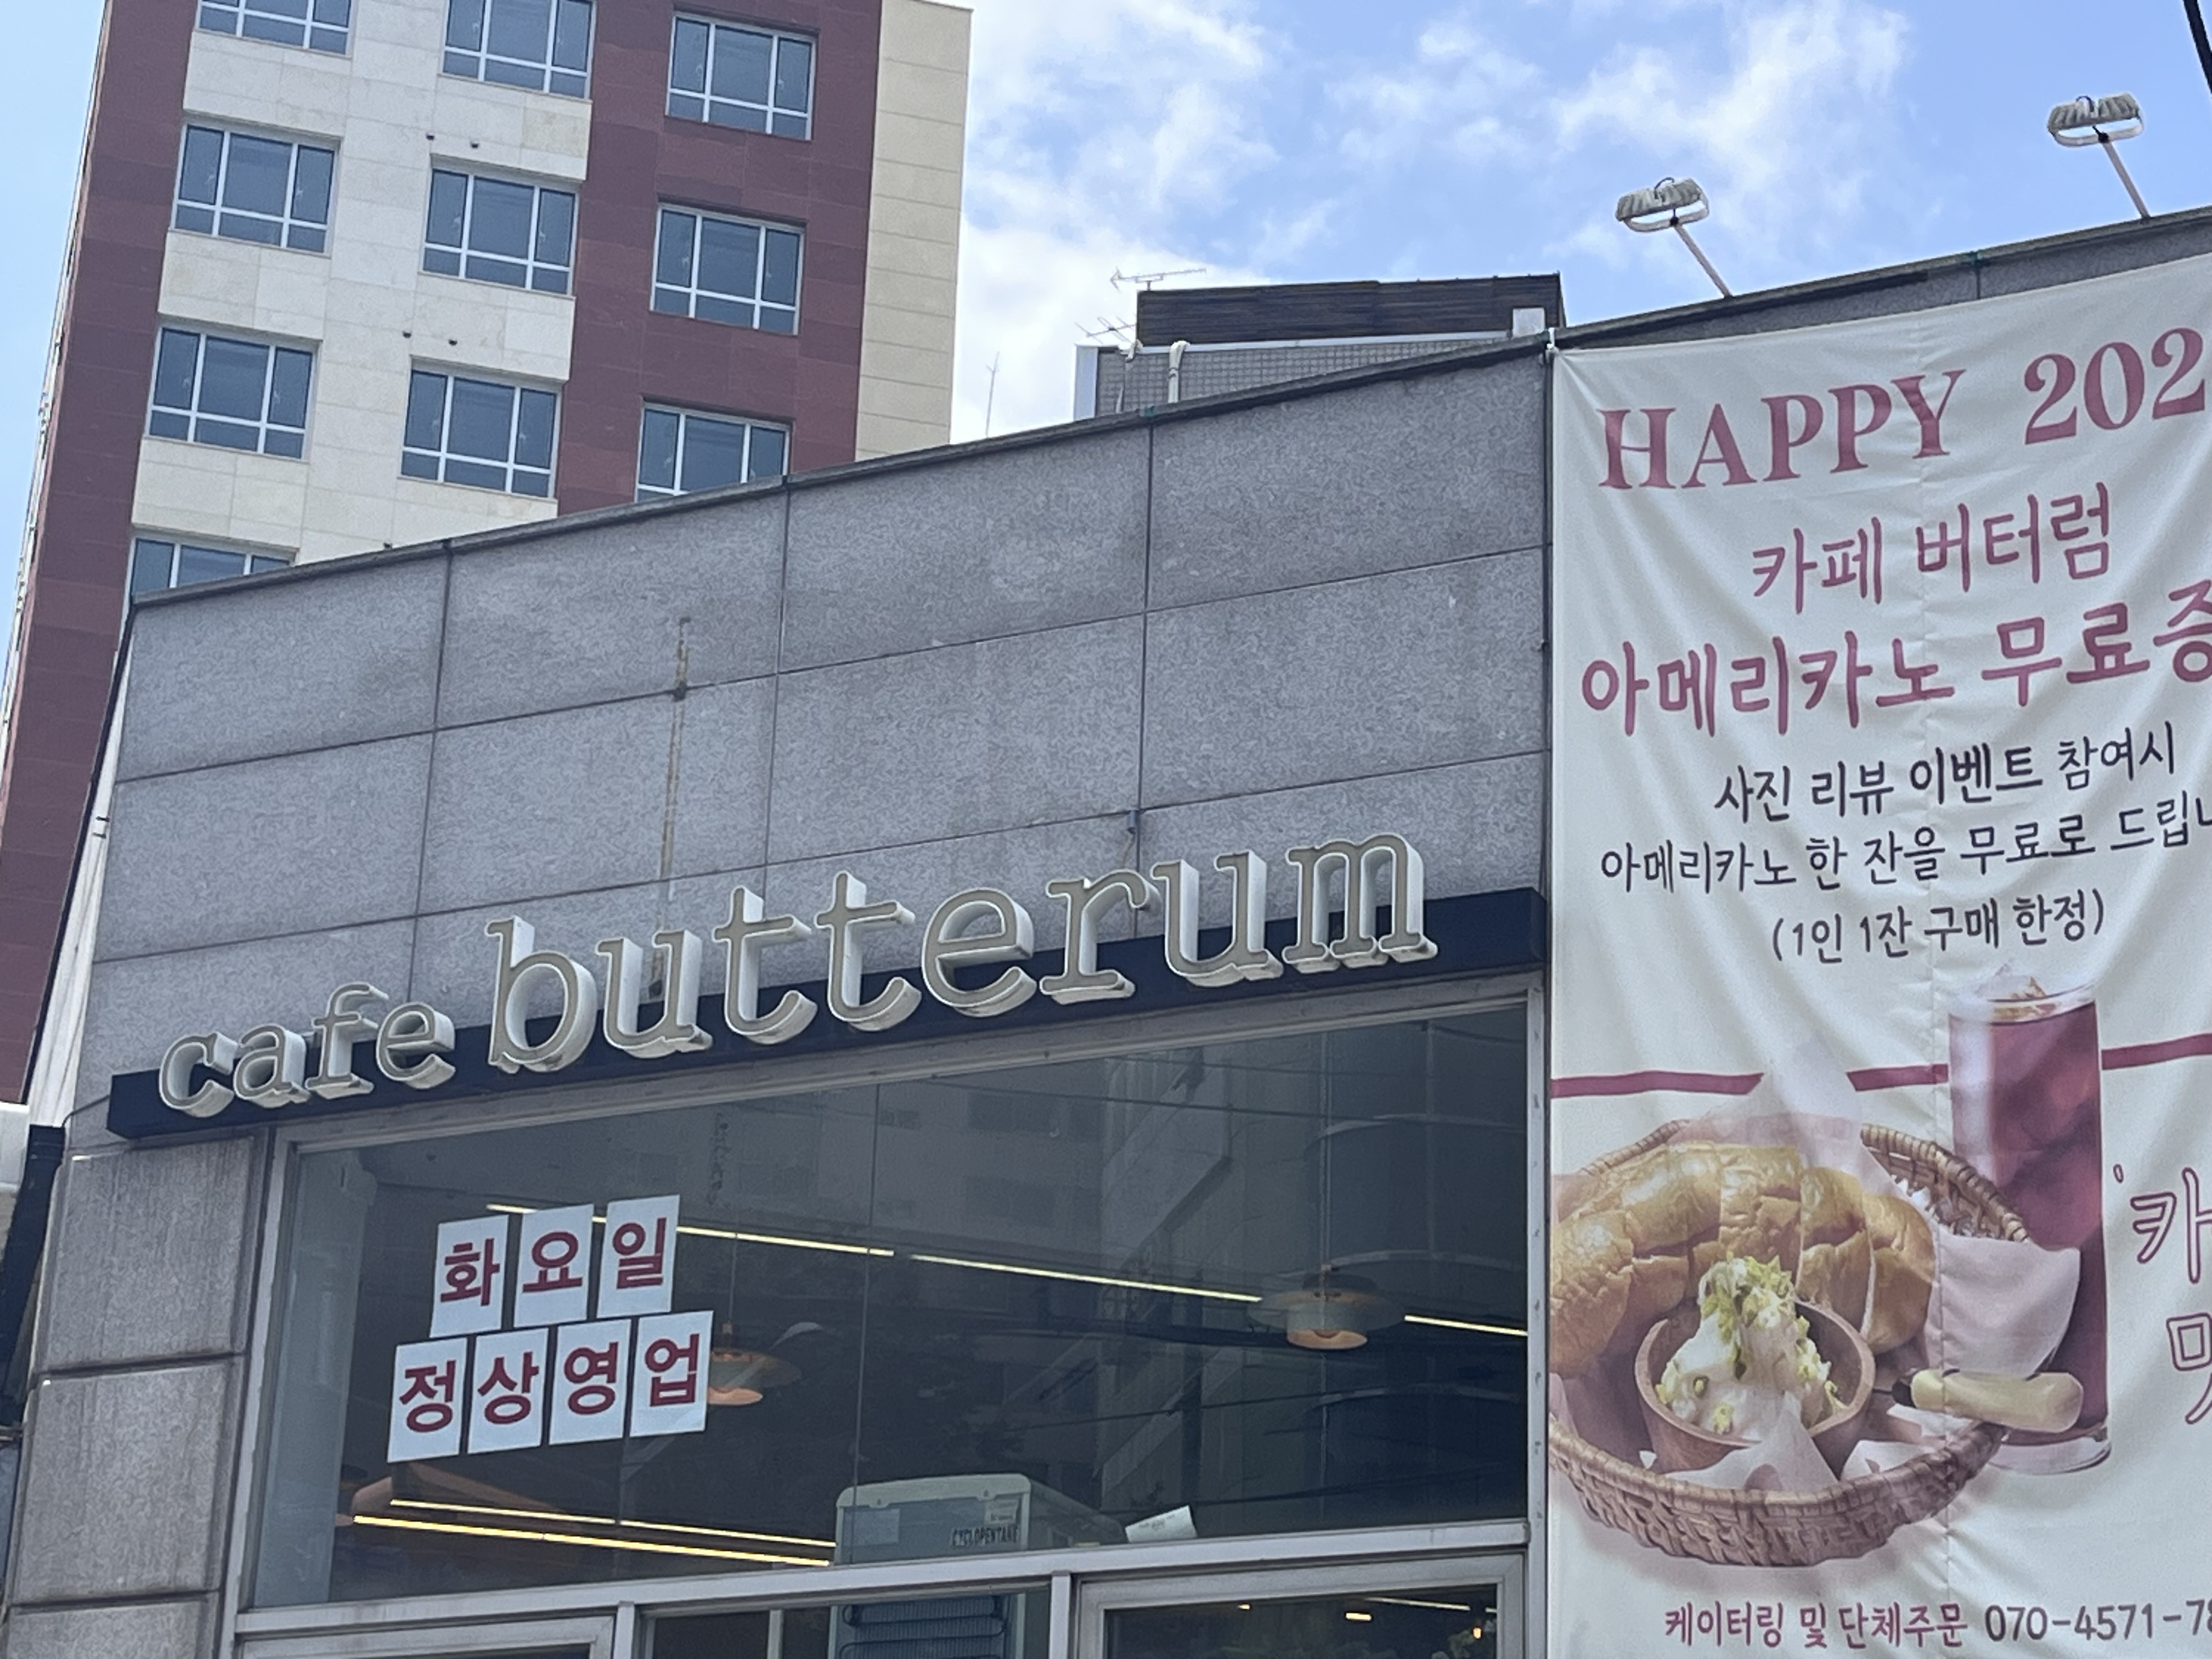 cafe butterum
화요일
정상영업
CYCLOPENTANE
HAPPY 202
카페 버터럼
아메리카노 무료증
사진 리뷰 이벤트 참여시
아메리카노 한 잔을 무료로 드립니
(1인 1잔 구매 한정)
'카
케이터링 및 단체주문 070-4571-78